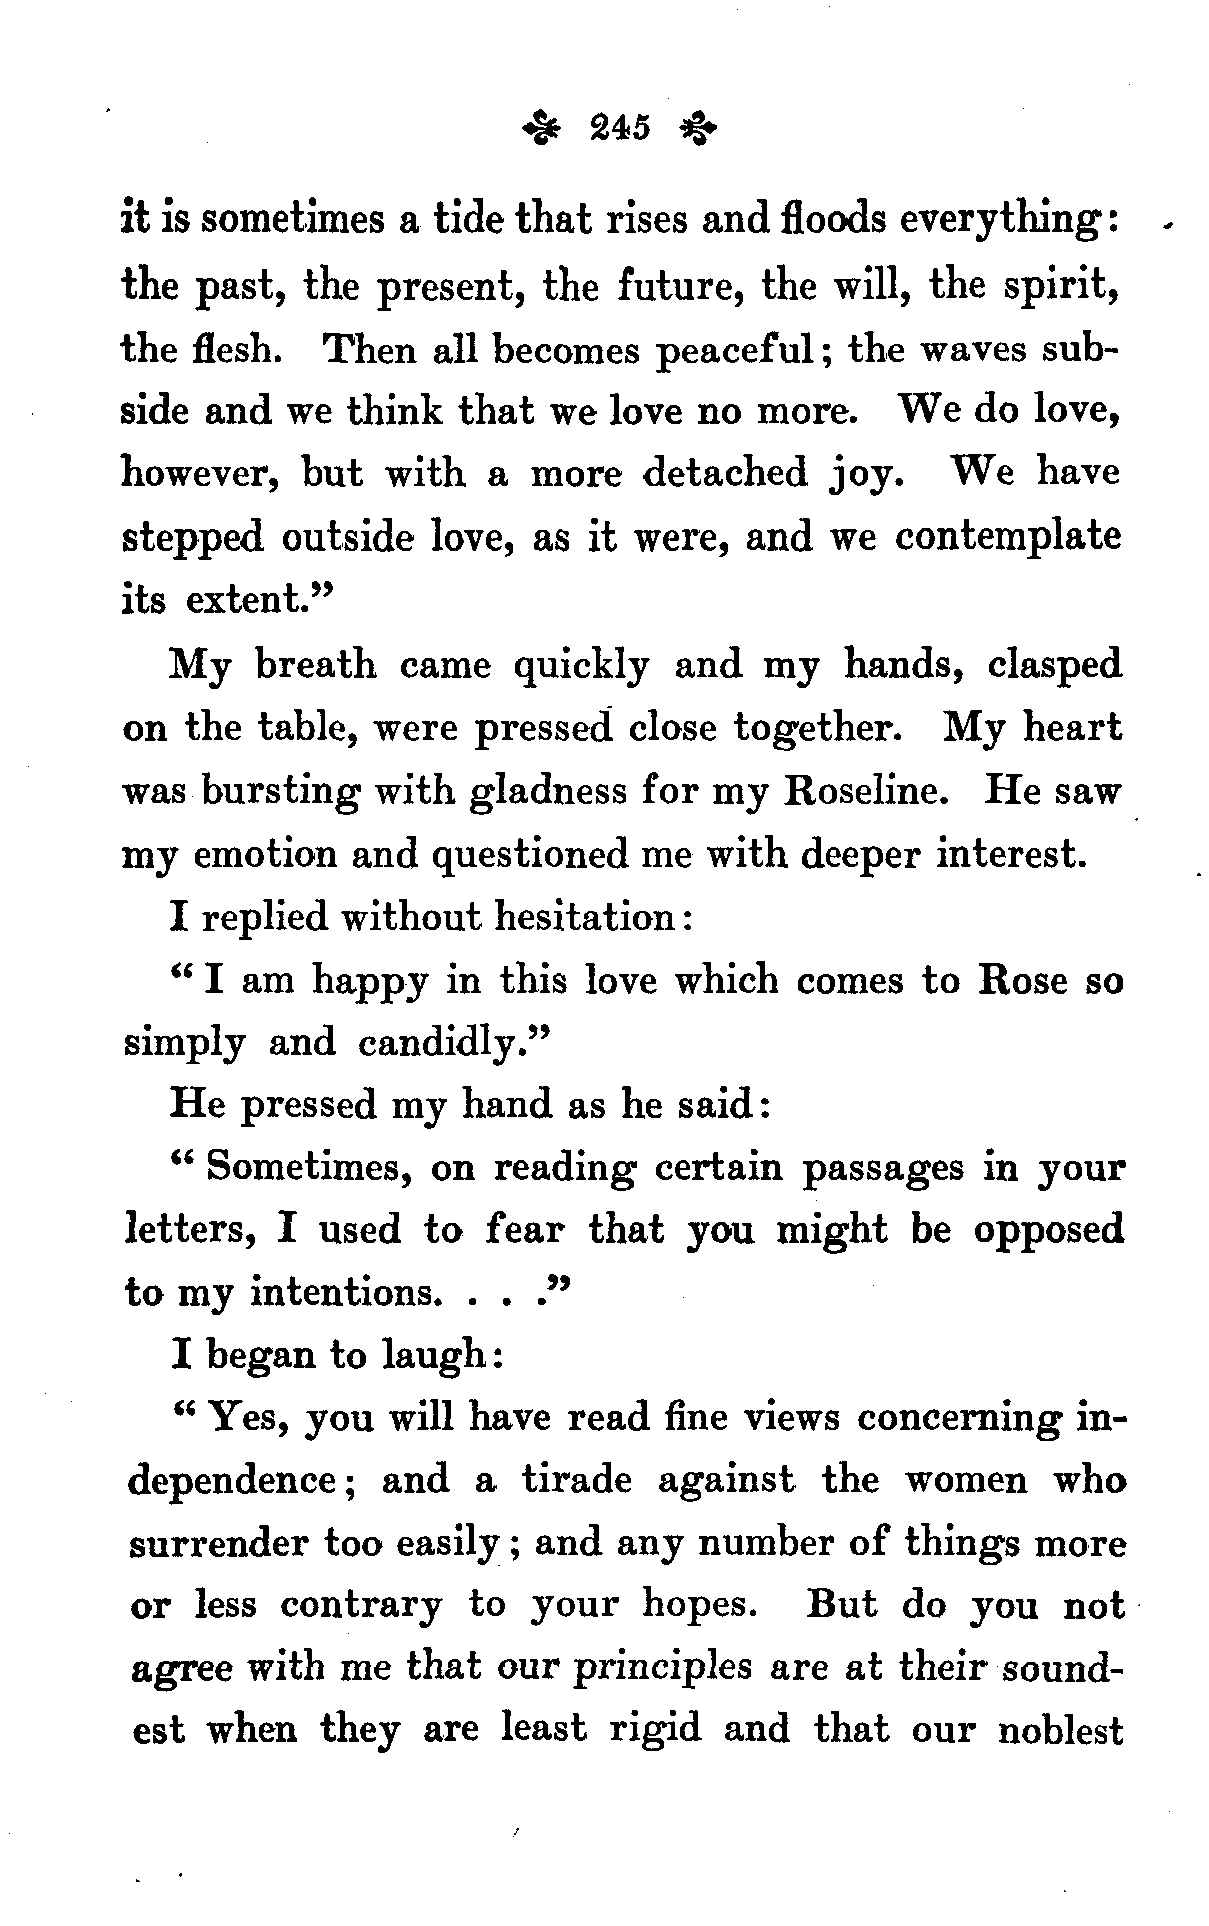 245
it is sometimes a tide that rises and floods everything:
the past, the present, the future, the will, the spirit,
the flesh. Then all becomes peaceful; the waves sub-
side and we think that we love no more. We do love,
however, but with a more detached joy. We have
stepped outside love, as it were, and we contemplate
its extent.”
My breath came quickly and my hands, clasped
on the table, were pressed close together. My heart
was bursting with gladness for my Roseline. He saw
my emotion and questioned me with deeper interest.
I replied without hesitation:
“ I am happy in this love which comes to Rose so
simply and candidly.”
He pressed my hand as he said:
“ Sometimes, on reading certain passages in your
letters, I used to fear that you might be opposed
to my intentions. . . .”
I began to laugh:
“ Yes, you will have read fine views concerning in-
dependence; and a tirade against the women who
surrender too easily; and any number of things more
or less contrary to your hopes. But do you not
agree with me that our principles are at their sound-
est when they are least rigid and that our noblest